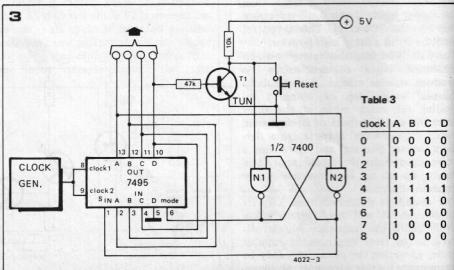 3
5V
10k
47k
T1
TUN
Reset
1/2 7400
N1
N2
CLOCK
GEN.
8 clock1
9 clock2
13 12 11 10
A B C D
OUT
7495
IN
S IN A B C D mode
1 2 3 4 5 6
4022-3
Table 3
clock A B C D
0 0 0 0 0
1 1 0 0 0
2 1 1 0 0
3 1 1 1 0
4 1 1 1 1
5 1 1 1 0
6 1 1 0 0
7 1 0 0 0
8 0 0 0 0